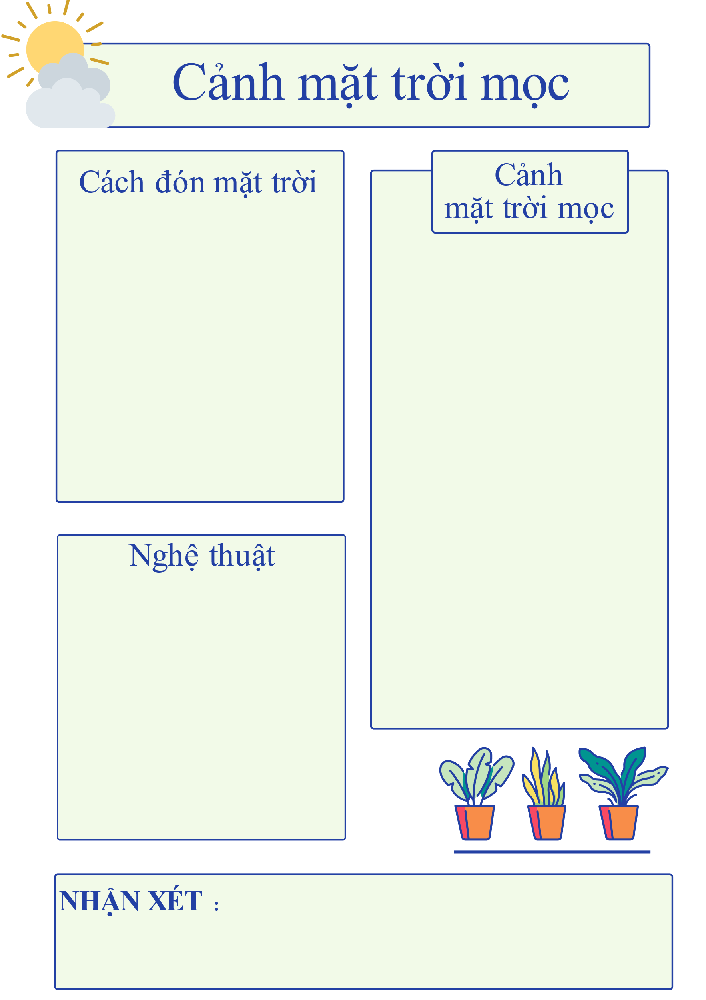 Cảnh mặt trời mọc
Cách đón mặt trời
Cảnh
mặt trời mọc
Nghệ thuật
NHẬN XÉT :